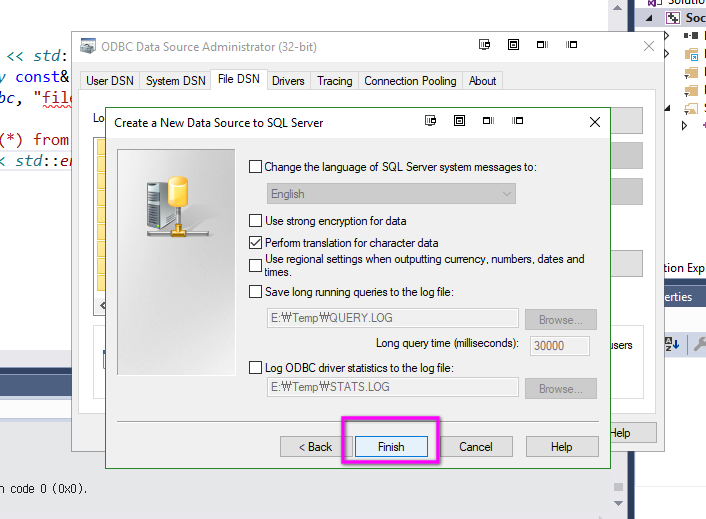 Solution
Soc
<< std::
ODBC Data Source Administrator (32-bit)
const&
User DSN
System DSN
File DSN
Drivers
Tracing
Connection Pooling
About
bc, "file
Create a New Data Source to SQL Server
(*) from
< std::en
Change the language of SQL Server system messages to:
English
Use strong encryption for data
Perform translation for character data
Use regional settings when outputting currency, numbers, dates and
times.
Save long running queries to the log file:
E:₩Temp₩QUERY.LOG
Browse...
Long query time (milliseconds):
30000
Log ODBC driver statistics to the log file:
E:₩Temp₩STATS.LOG
Browse...
tion Exp
erties
users
< Back
Finish
Cancel
Help
Help
n code 0 (0x0).